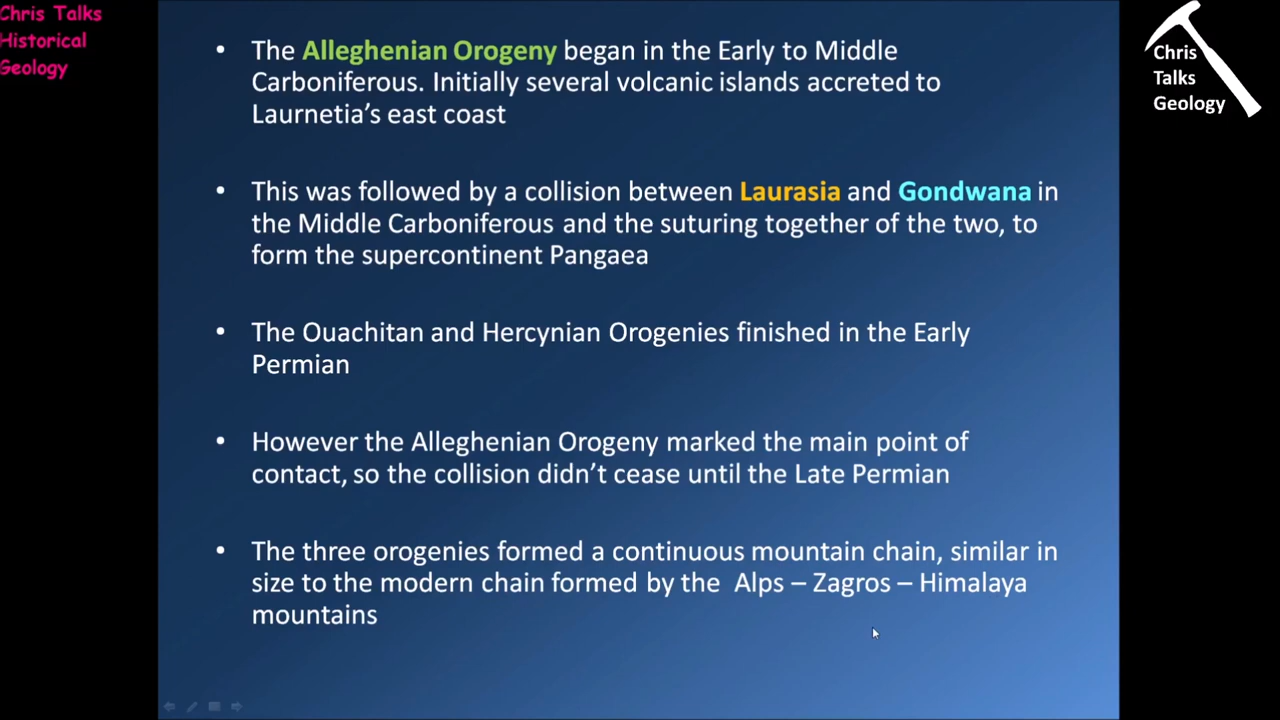 Chris Talks
Historical
Geology
• The Alleghenian Orogeny began in the Early to Middle
Carboniferous. Initially several volcanic islands accreted to
Laurnetia’s east coast
• This was followed by a collision between Laurasia and Gondwana in
the Middle Carboniferous and the suturing together of the two, to
form the supercontinent Pangaea
• The Ouachitan and Hercynian Orogenies finished in the Early
Permian
• However the Alleghenian Orogeny marked the main point of
contact, so the collision didn’t cease until the Late Permian
• The three orogenies formed a continuous mountain chain, similar in
size to the modern chain formed by the  Alps – Zagros – Himalaya
mountains
Chris
Talks
Geology